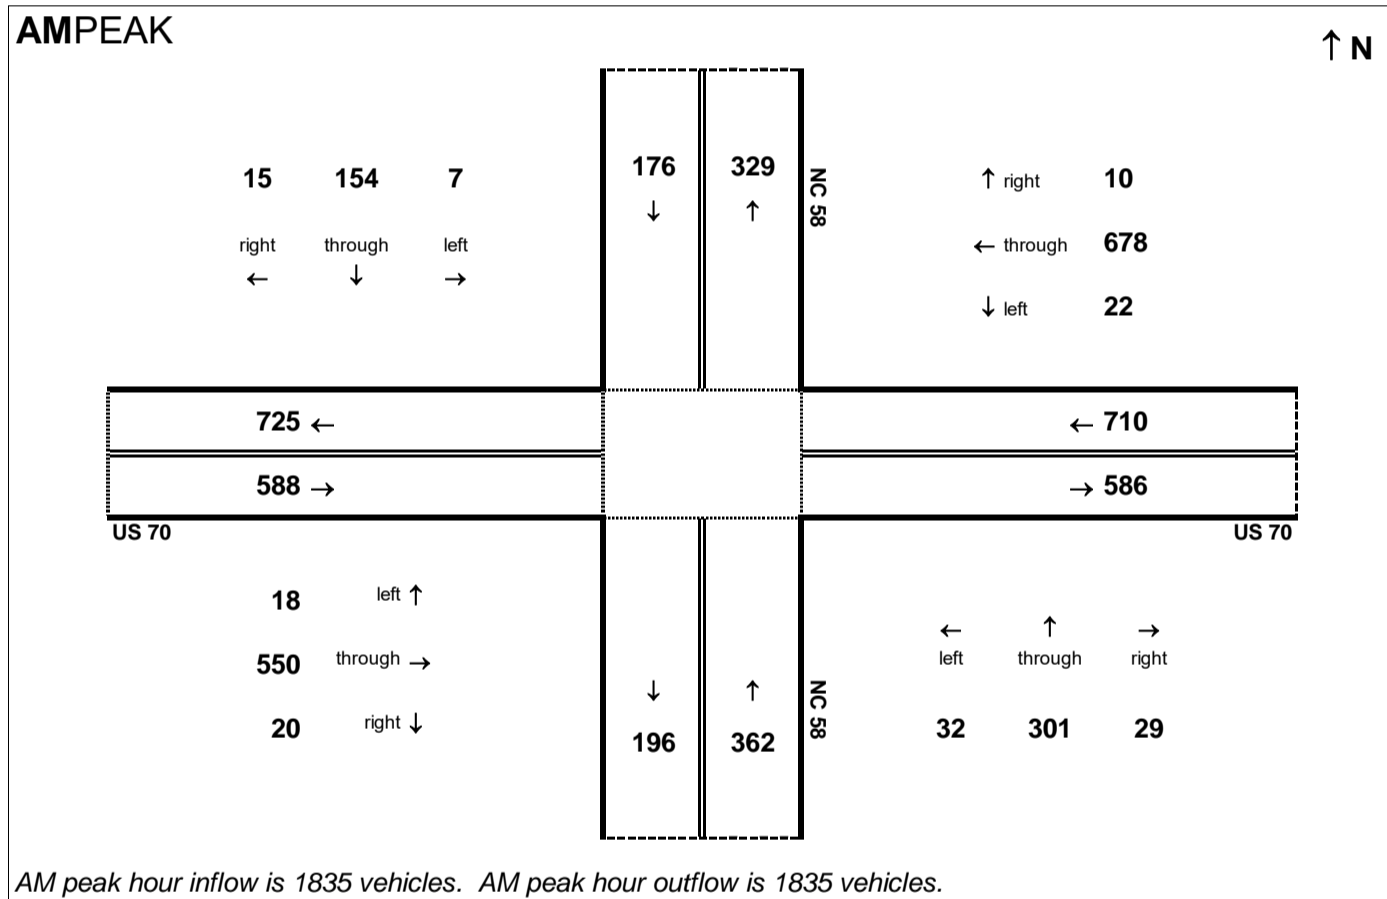 AMPEAK
↑ N
15 154 7
right through left
← ↓ →
176 329
↓ ↑
NC 58
↑ right 10
← through 678
↓ left 22
725 ←
588 →
← 710
→ 586
US 70
US 70
18 left ↑
550 through →
20 right ↓
↓ ↑
196 362
NC 58
← ↑ →
left through right
32 301 29
AM peak hour inflow is 1835 vehicles. AM peak hour outflow is 1835 vehicles.